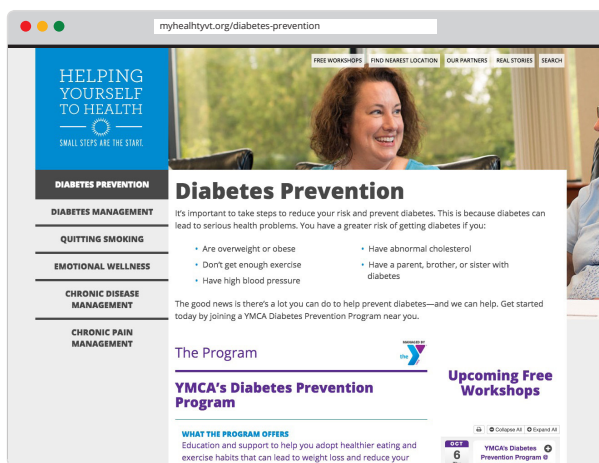 myhealhtyvt.org/diabetes-prevention
FREE WORKSHOPS FIND NEAREST LOCATION OUR PARTNERS REAL STORIES SEARCH
HELPING
YOURSELF
TO HEALTH
SMALL STEPS ARE THE START.
DIABETES PREVENTION
DIABETES MANAGEMENT
QUITTING SMOKING
EMOTIONAL WELLNESS
CHRONIC DISEASE
MANAGEMENT
CHRONIC PAIN
MANAGEMENT
Diabetes Prevention
It's important to take steps to reduce your risk and prevent diabetes. This is because diabetes can
lead to serious health problems. You have a greater risk of getting diabetes if you:
• Are overweight or obese
• Don't get enough exercise
• Have high blood pressure
• Have abnormal cholesterol
• Have a parent, brother, or sister with
diabetes
The good news is there's a lot you can do to help prevent diabetes—and we can help. Get started
today by joining a YMCA Diabetes Prevention Program near you.
The Program
MANAGED BY
the Y
YMCA's Diabetes Prevention
Program
WHAT THE PROGRAM OFFERS
Education and support to help you adopt healthier eating and
exercise habits that can lead to weight loss and reduce your
Upcoming Free
Workshops
Collapse All Expand All
OCT
6
YMCA's Diabetes
Prevention Program @